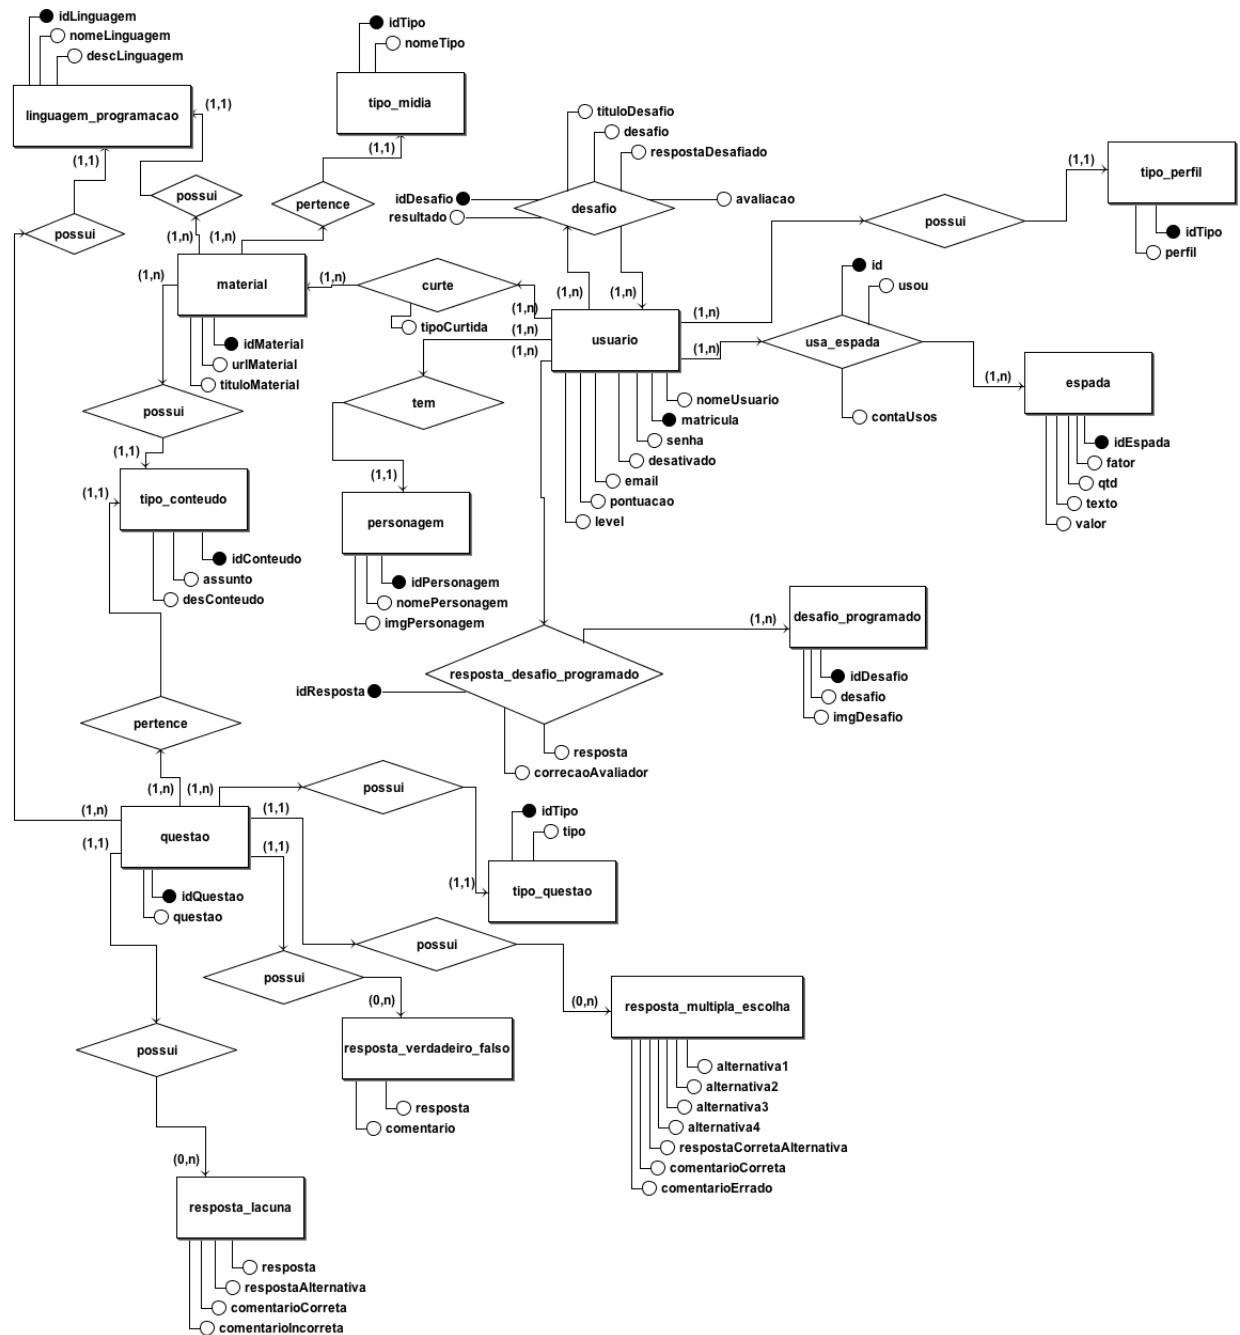 idLinguagem
nomeLinguagem
descLinguagem
linguagem_programacao
(1,1)
(1,1)
possui
possui
idTipo
nomeTipo
tipo_midia
(1,1)
pertence
(1,n)
(1,n)
tituloDesafio
desafio
respostaDesafiado
idDesafio
resultado
desafio
avaliacao
(1,n)
(1,n)
possui
(1,1)
tipo_perfil
idTipo
perfil
(1,n)
material
(1,n)
curte
tipoCurtida
idMaterial
urlMaterial
tituloMaterial
(1,n)
(1,n)
(1,n)
usuario
(1,n)
(1,n)
id
usou
usa_espada
contaUsos
(1,n)
espada
idEspada
fator
qtd
texto
valor
nomeUsuario
matricula
senha
desativado
email
pontuacao
level
possui
(1,1)
(1,1)
tipo_conteudo
idConteudo
assunto
desConteudo
tem
(1,1)
personagem
idPersonagem
nomePersonagem
imgPersonagem
resposta_desafio_programado
idResposta
resposta
correcaoAvaliador
(1,n)
desafio_programado
idDesafio
desafio
imgDesafio
pertence
(1,n)
(1,n)
(1,n)
(1,1)
questao
(1,1)
(1,1)
idQuestao
questao
possui
idTipo
tipo
(1,1)
tipo_questao
possui
(0,n)
resposta_multipla_escolha
alternativa1
alternativa2
alternativa3
alternativa4
respostaCorretaAlternativa
comentarioCorreta
comentarioErrado
possui
(0,n)
resposta_verdadeiro_falso
resposta
comentario
possui
(0,n)
resposta_lacuna
resposta
respostaAlternativa
comentarioCorreta
comentarioIncorreta